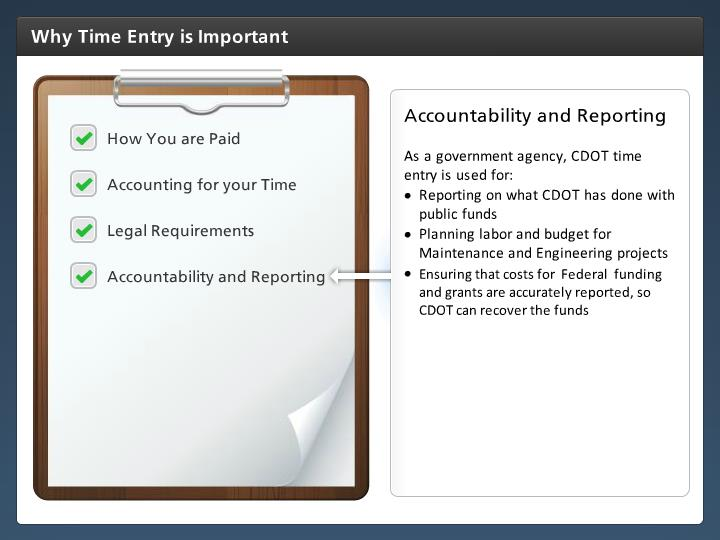 Why Time Entry is Important
How You are Paid
Accounting for your Time
Legal Requirements
Accountability and Reporting
Accountability and Reporting
As a government agency, CDOT time
entry is used for:
• Reporting on what CDOT has done with
public funds
• Planning labor and budget for
Maintenance and Engineering projects
• Ensuring that costs for Federal funding
and grants are accurately reported, so
CDOT can recover the funds